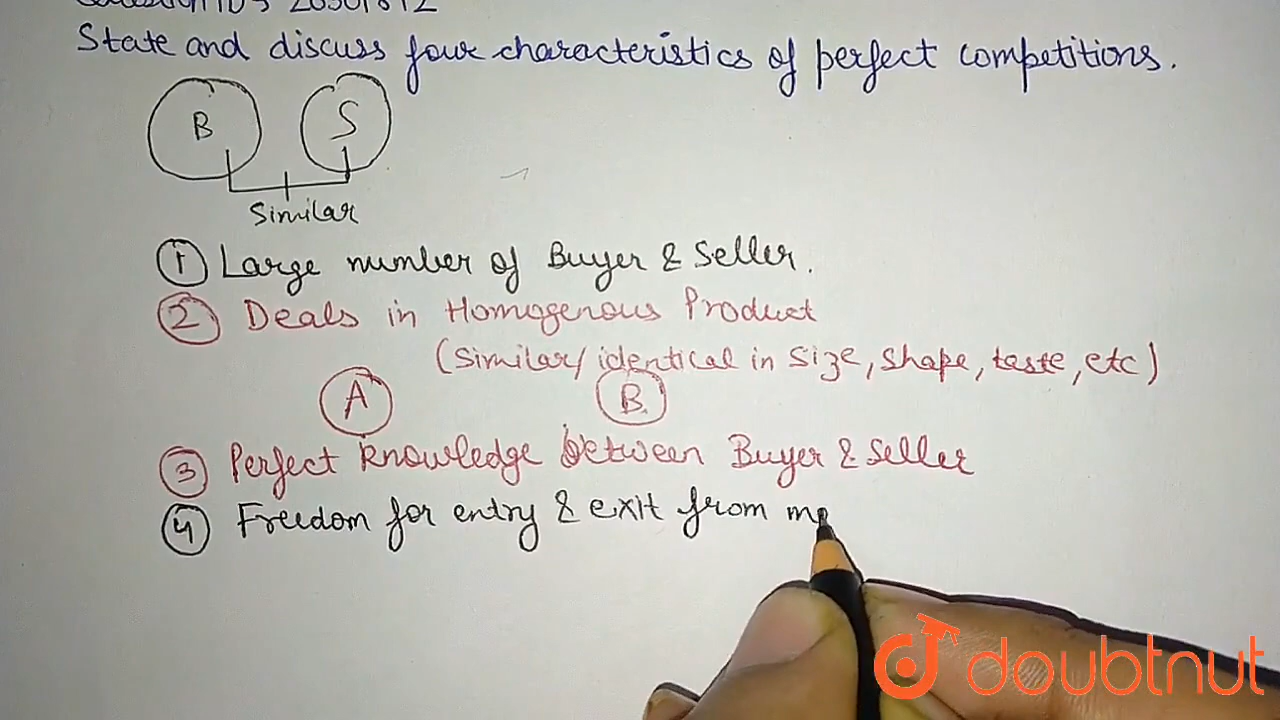 State and discuss four characteristics of perfect competitions.
B S
Similar
1 Large number of Buyer & Seller.
2 Deals in Homogenous Product
(Similar/identical in Size, Shape, taste, etc)
A B
3 Perfect knowledge between Buyer & Seller
4 Freedom for entry & exit from
doubtnut